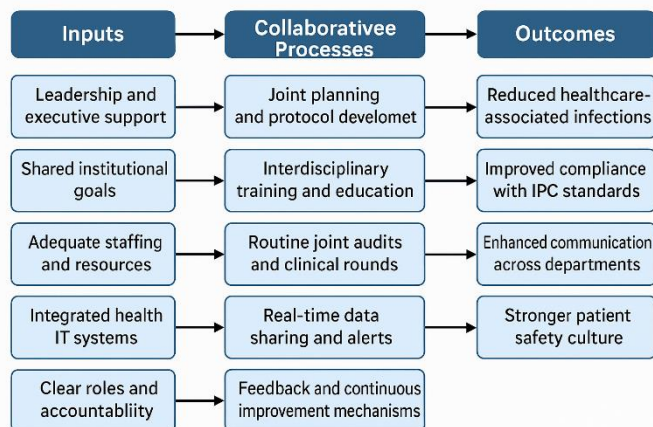 Inputs
Collaborativee
Processes
Outcomes
Leadership and
executive support
Joint planning
and protocol develomet
Reduced healthcare-
associated infections
Shared institutional
goals
Interdisciplinary
training and education
Improved compliance
with IPC standards
Adequate staffing
and resources
Routine joint audits
and clinical rounds
Enhanced communication
across departments
Integrated health
IT systems
Real-time data
sharing and alerts
Stronger patient
safety culture
Clear roles and
accountabliity
Feedback and continuous
improvement mechanisms